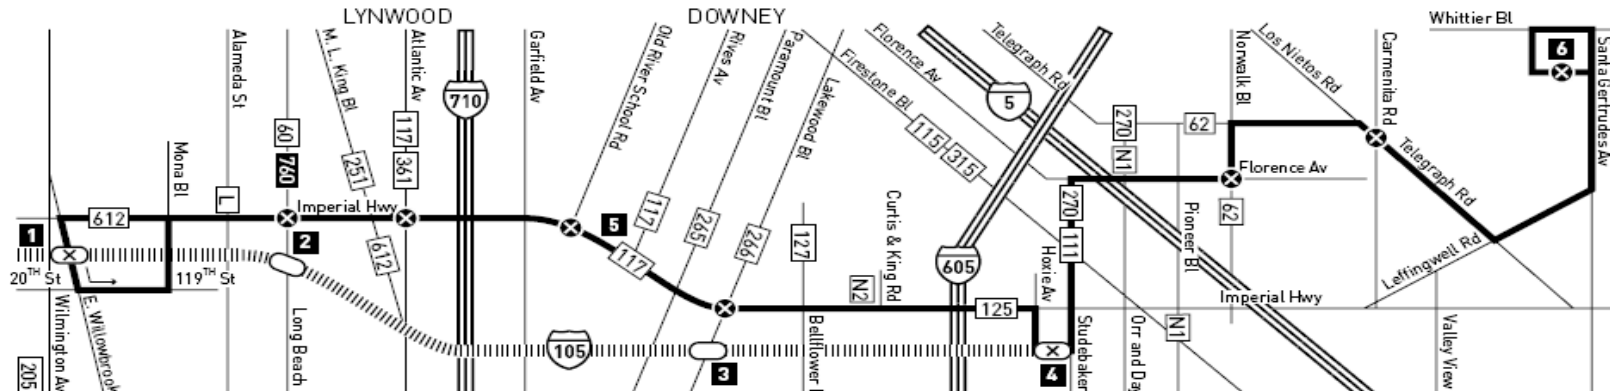 LYNWOOD
DOWNEY
Whittier Bl
Alameda St
M. L. King Bl
Atlantic Av
Garfield Av
Old River School Rd
Rives Av
Paramount Bl
Lakewood Bl
Firestone Bl
Florence Av
Telegraph Rd
Norwalk Bl
Los Nietos Rd
Carmenita Rd
Santa Gertrudes Av
6
710
5
60
760
117
361
251
270
N1
62
115
315
Mona Bl
L
612
Imperial Hwy
1
2
5
117
117
265
266
127
Curtis & King Rd
N2
605
Hoxie Av
270
111
Pioneer Bl
62
Florence Av
Telegraph Rd
Leffingwell Rd
612
20TH St
119TH St
125
Imperial Hwy
N1
105
3
4
205
Wilmington Av
E. Willowbrook
Long Beach
Bellflower
Studebaker
Orr and Day
Valley View